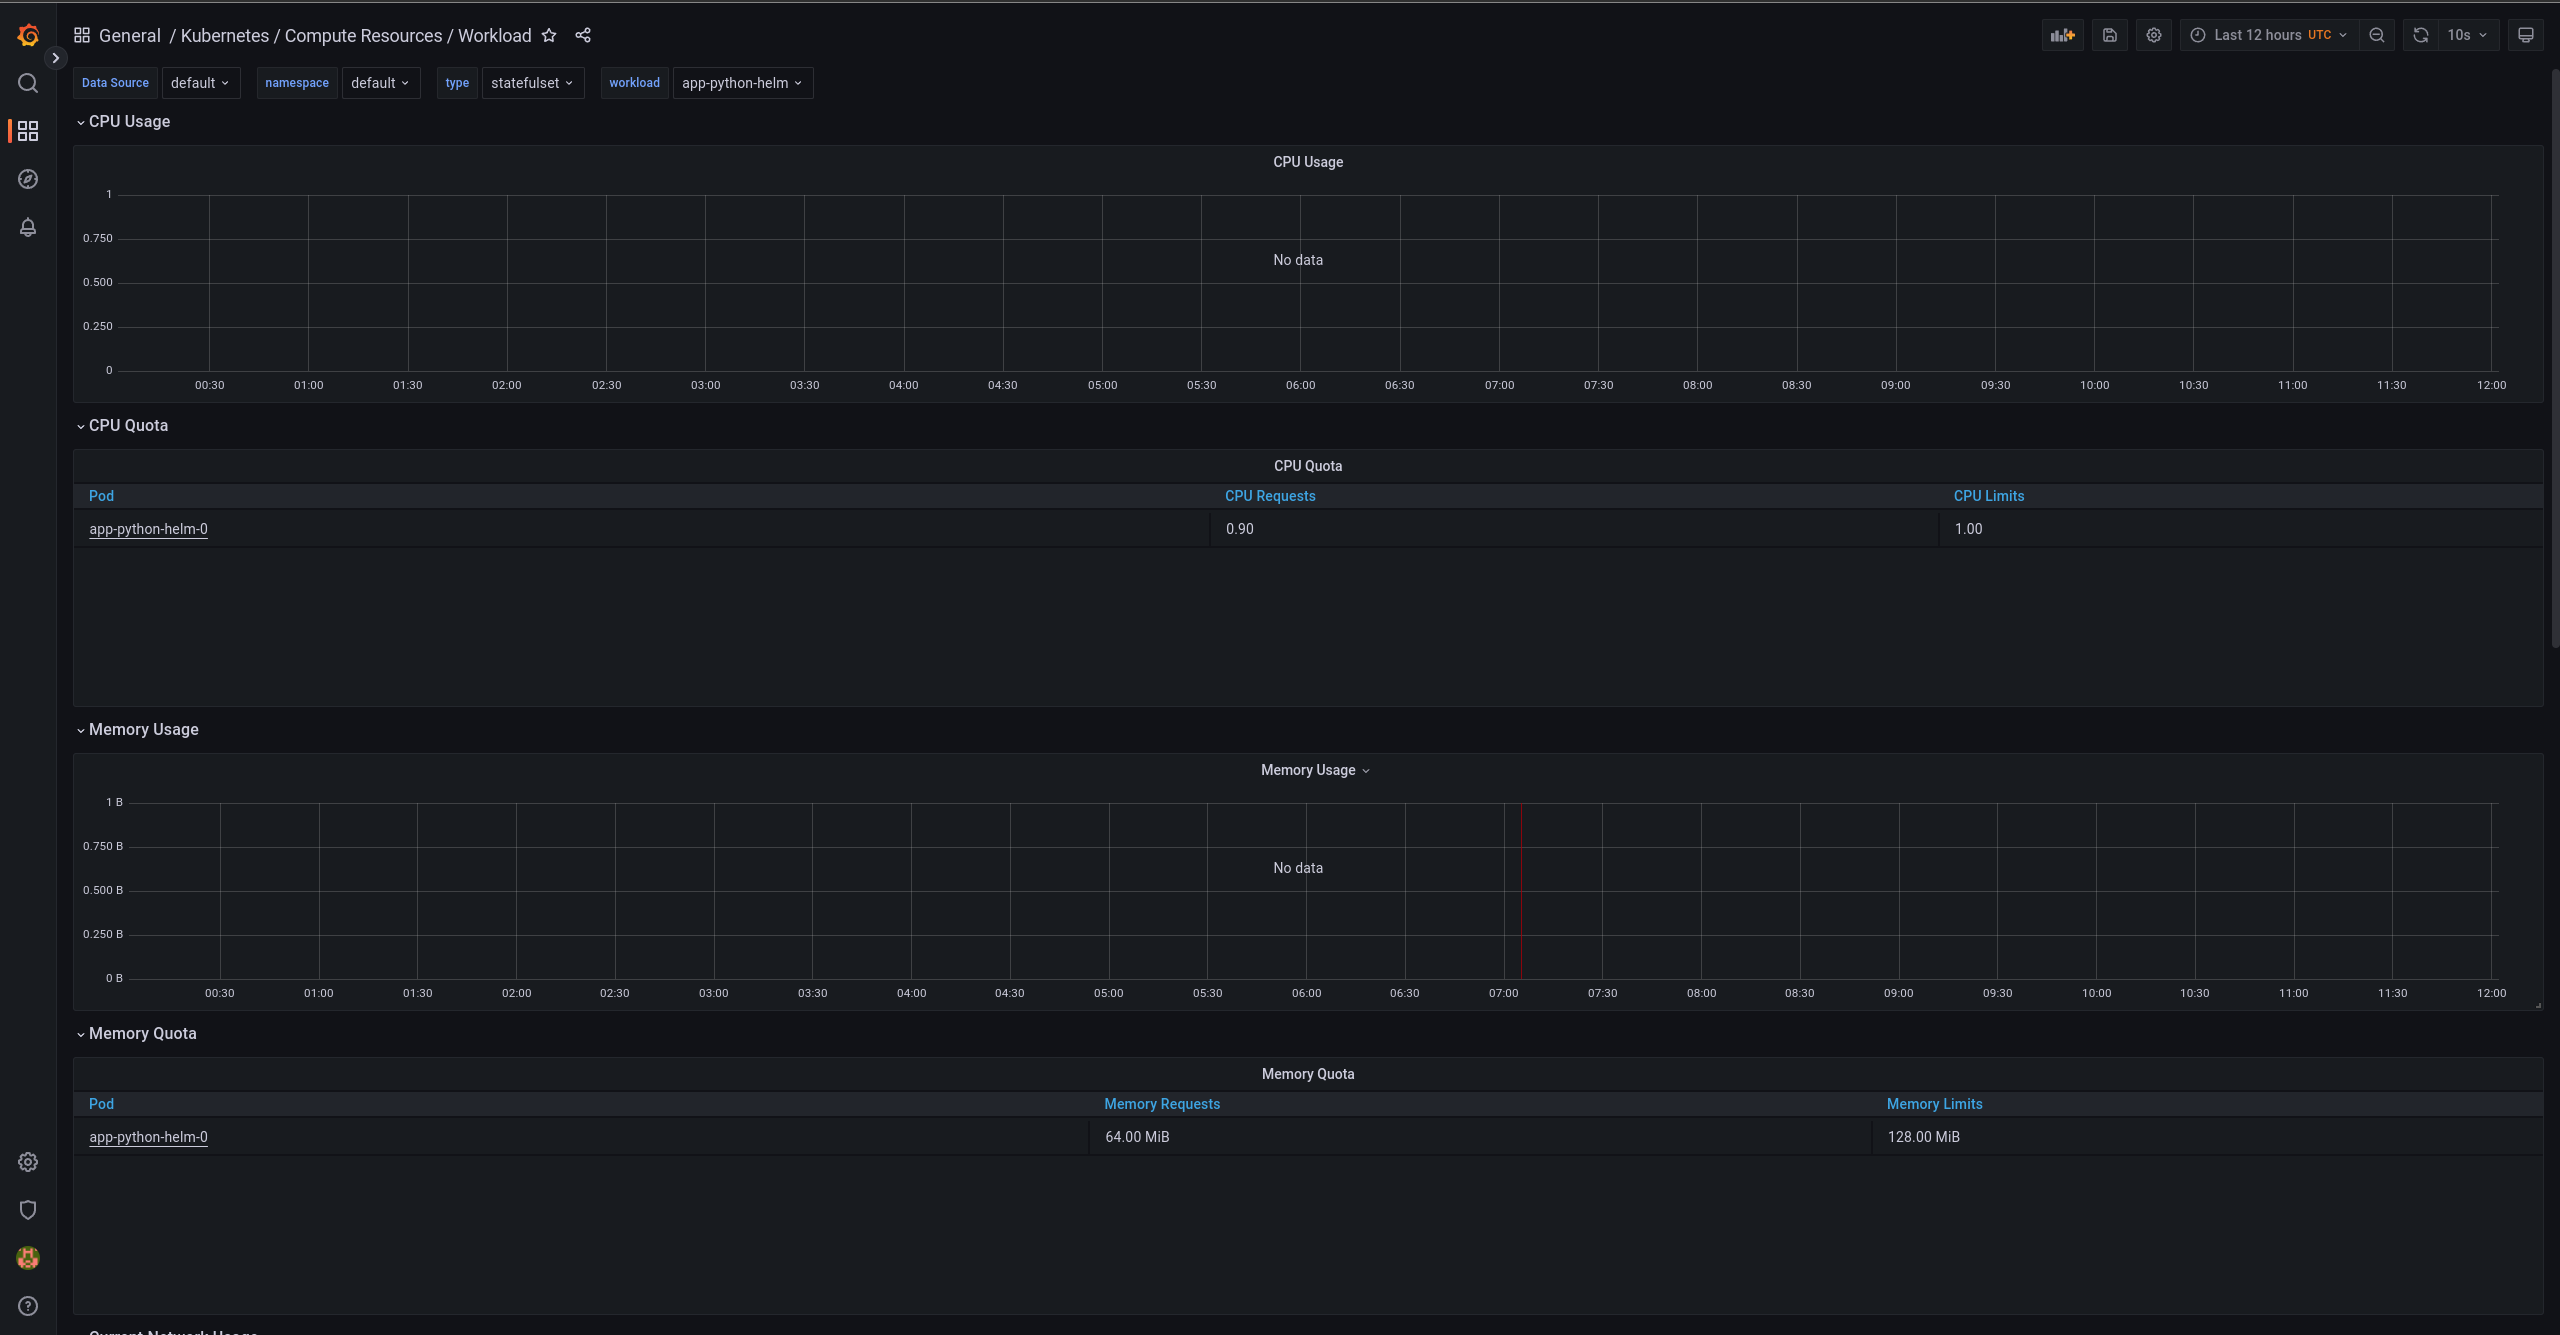 General / Kubernetes / Compute Resources / Workload
Last 12 hours UTC
10s
Data Source default namespace default type statefulset workload app-python-helm
CPU Usage
CPU Usage
1
0.750
No data
0.500
0.250
0
00:30 01:00 01:30 02:00 02:30 03:00 03:30 04:00 04:30 05:00 05:30 06:00 06:30 07:00 07:30 08:00 08:30 09:00 09:30 10:00 10:30 11:00 11:30 12:00
CPU Quota
CPU Quota
Pod CPU Requests CPU Limits
app-python-helm-0 0.90 1.00
Memory Usage
Memory Usage
1 B
0.750 B
No data
0.500 B
0.250 B
0 B
00:30 01:00 01:30 02:00 02:30 03:00 03:30 04:00 04:30 05:00 05:30 06:00 06:30 07:00 07:30 08:00 08:30 09:00 09:30 10:00 10:30 11:00 11:30 12:00
Memory Quota
Memory Quota
Pod Memory Requests Memory Limits
app-python-helm-0 64.00 MiB 128.00 MiB
Current Network Usage